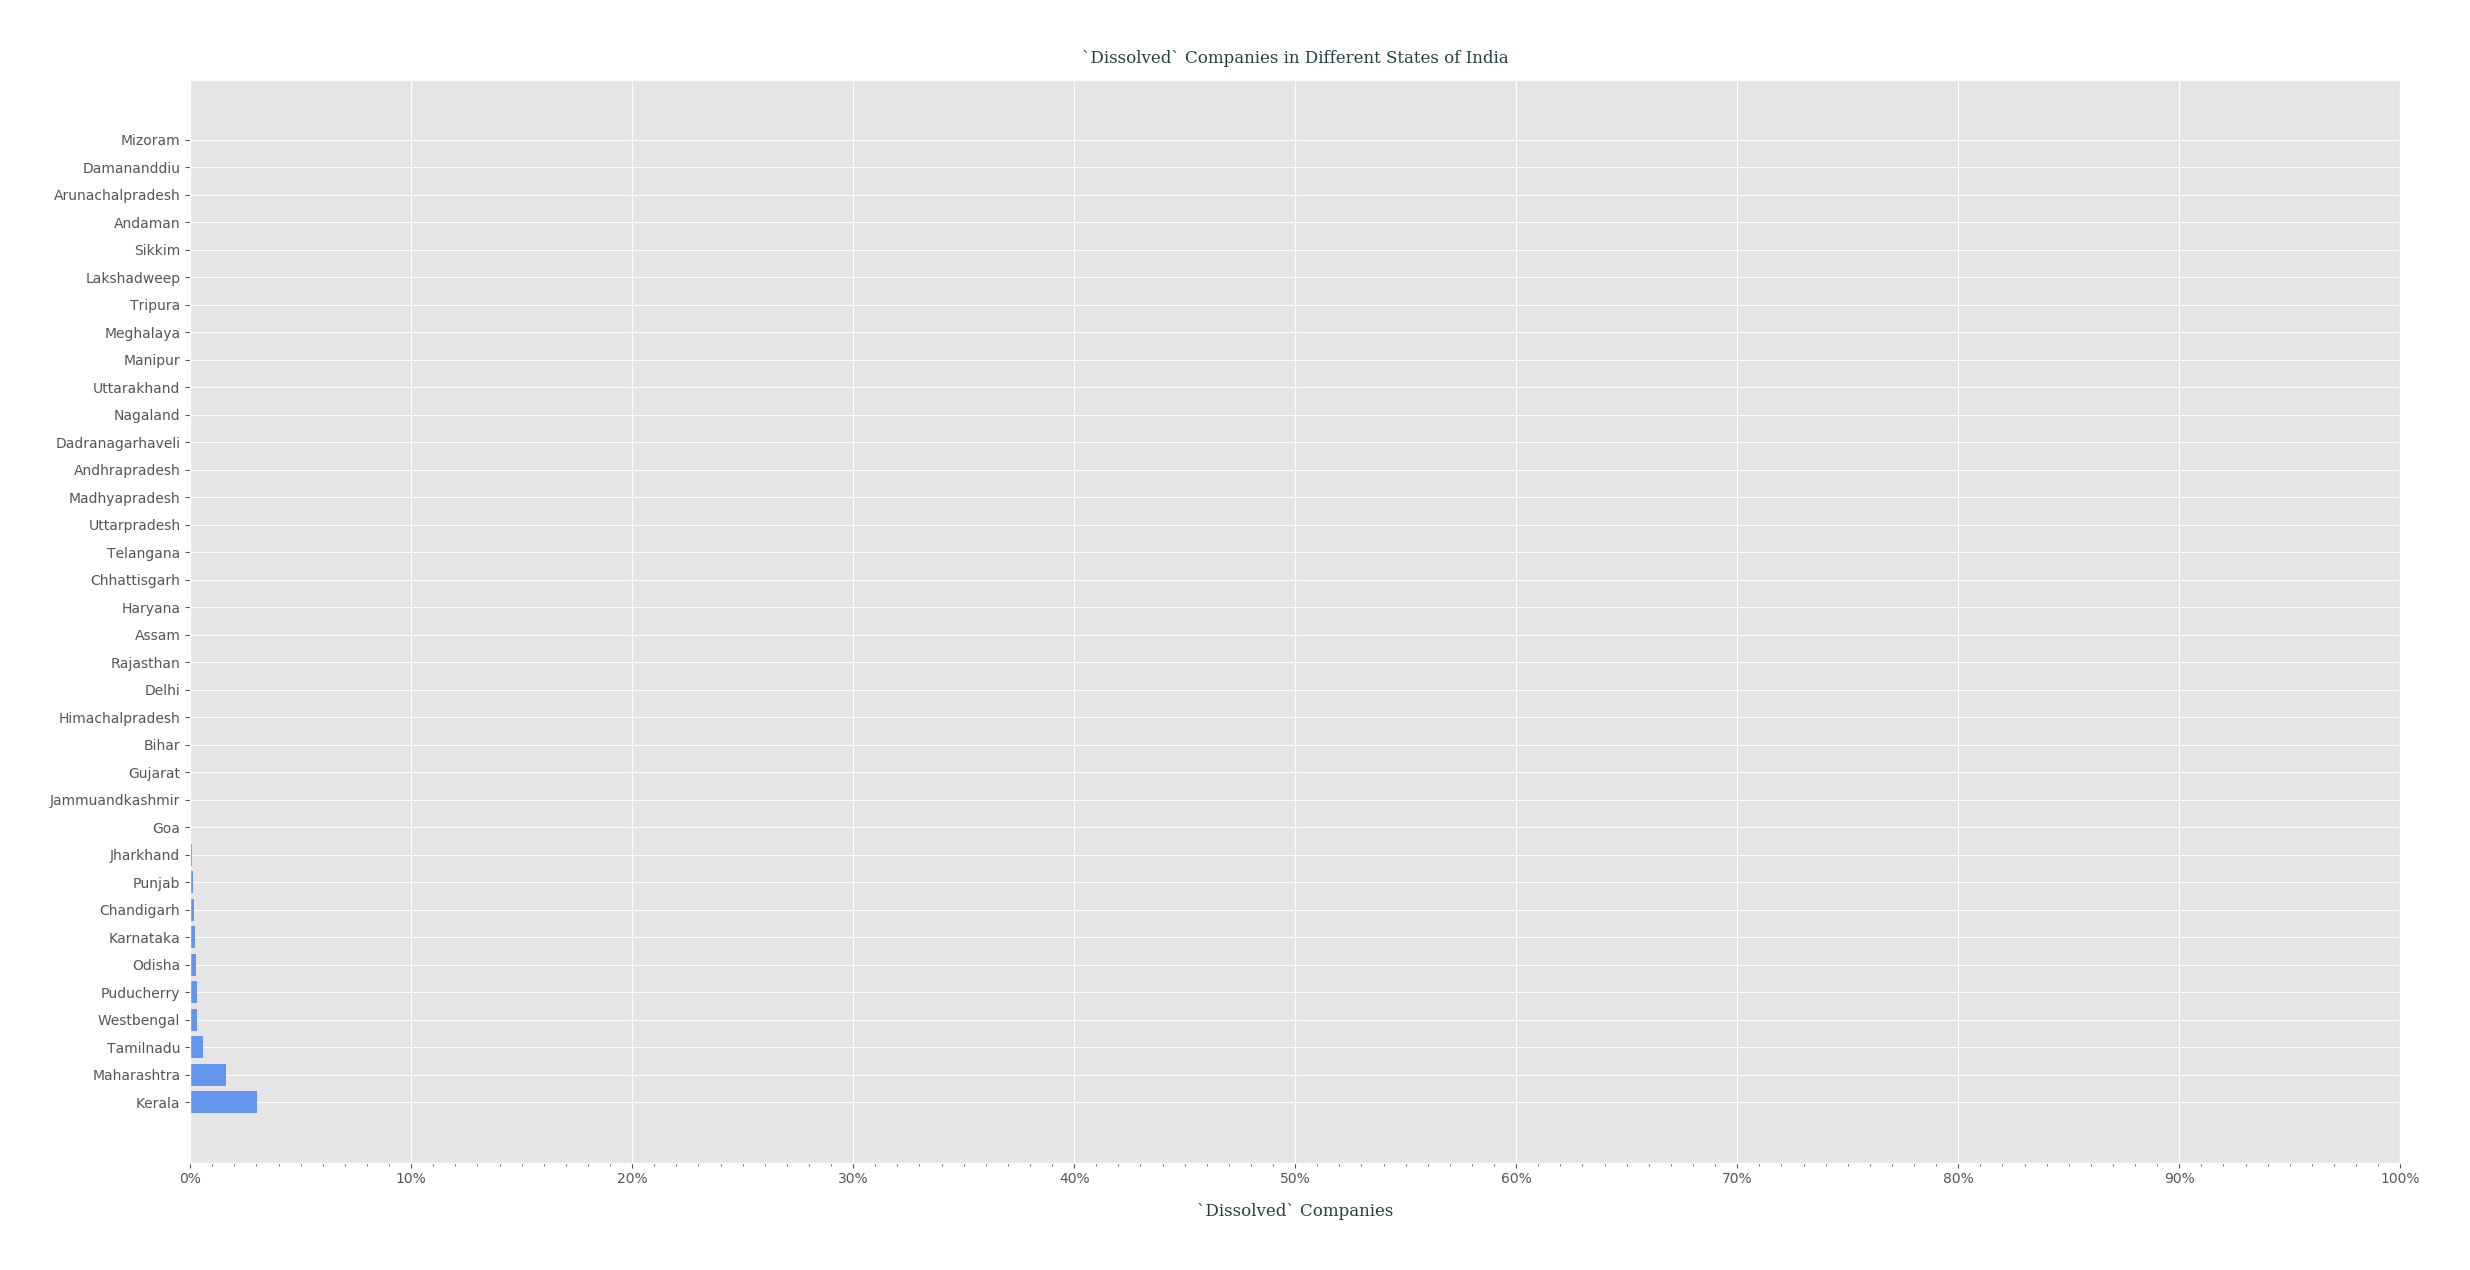 `Dissolved` Companies in Different States of India
Mizoram
Damananddiu
Arunachalpradesh
Andaman
Sikkim
Lakshadweep
Tripura
Meghalaya
Manipur
Uttarakhand
Nagaland
Dadranagarhaveli
Andhrapradesh
Madhyapradesh
Uttarpradesh
Telangana
Chhattisgarh
Haryana
Assam
Rajasthan
Delhi
Himachalpradesh
Bihar
Gujarat
Jammuandkashmir
Goa
Jharkhand
Punjab
Chandigarh
Karnataka
Odisha
Puducherry
Westbengal
Tamilnadu
Maharashtra
Kerala
0% 10% 20% 30% 40% 50% 60% 70% 80% 90% 100%
`Dissolved` Companies